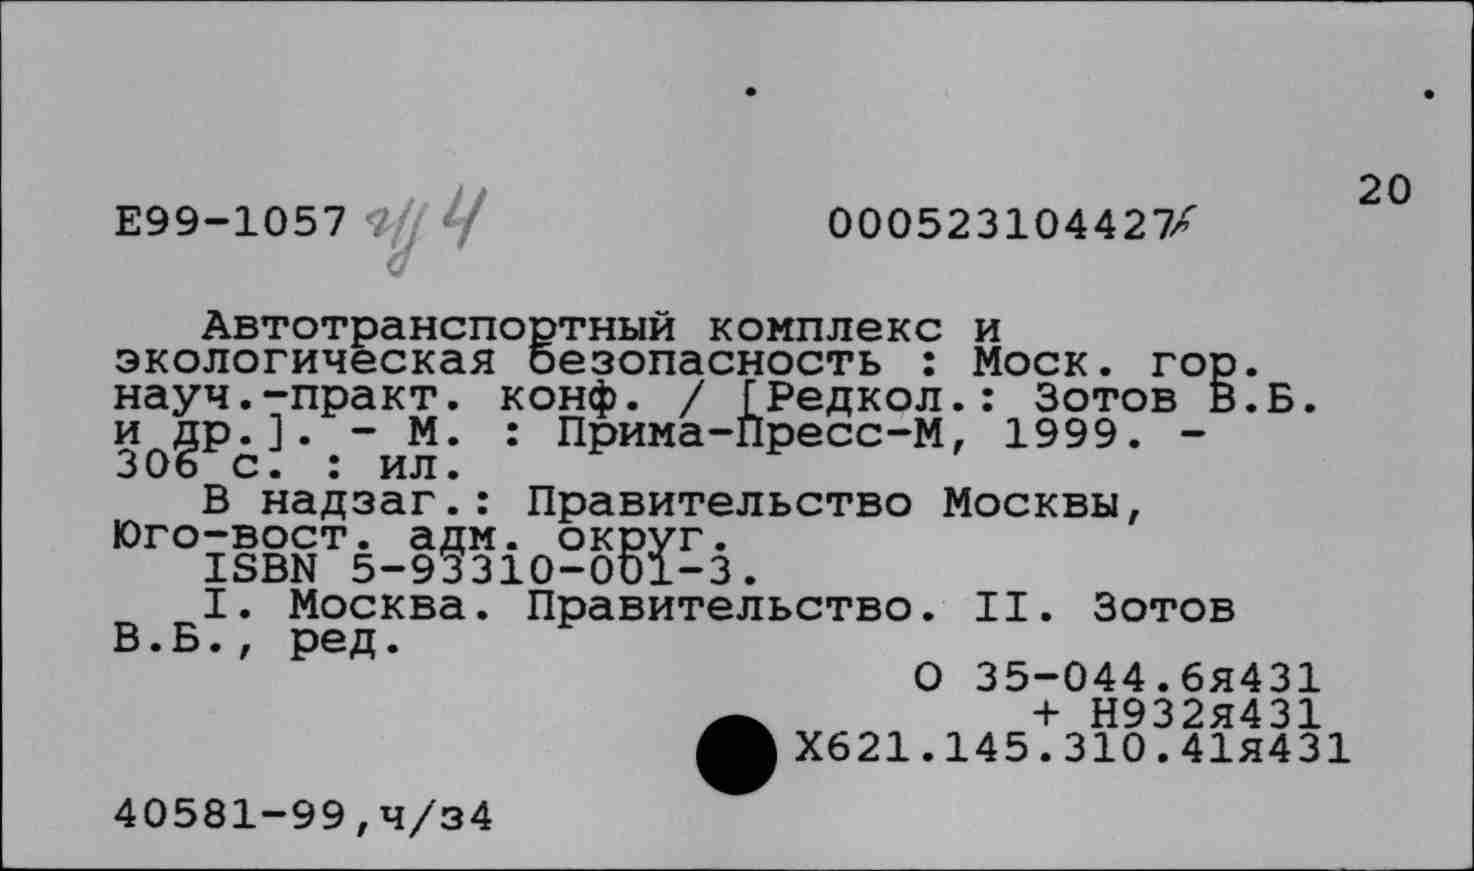 20
E99-1057 4
000523104427
Автотранспортный комплекс и
экологическая безопасность : Моск. гор.
науч.-практ. конф. / [Редкол.: Зотов В.Б.
и др.]. - М. : Прима-Пресс-М, 1999. -
306 с. : ил.
В надзаг.: Правительство Москвы,
Юго-вост. адм. округ.
ISBN 5-93310-001-3.
I. Москва. Правительство. II. Зотов
В.Б., ред.
О 35-044.6я431
+ Н932я431
Х621.145.310.41я431
40581-99,ч/з4